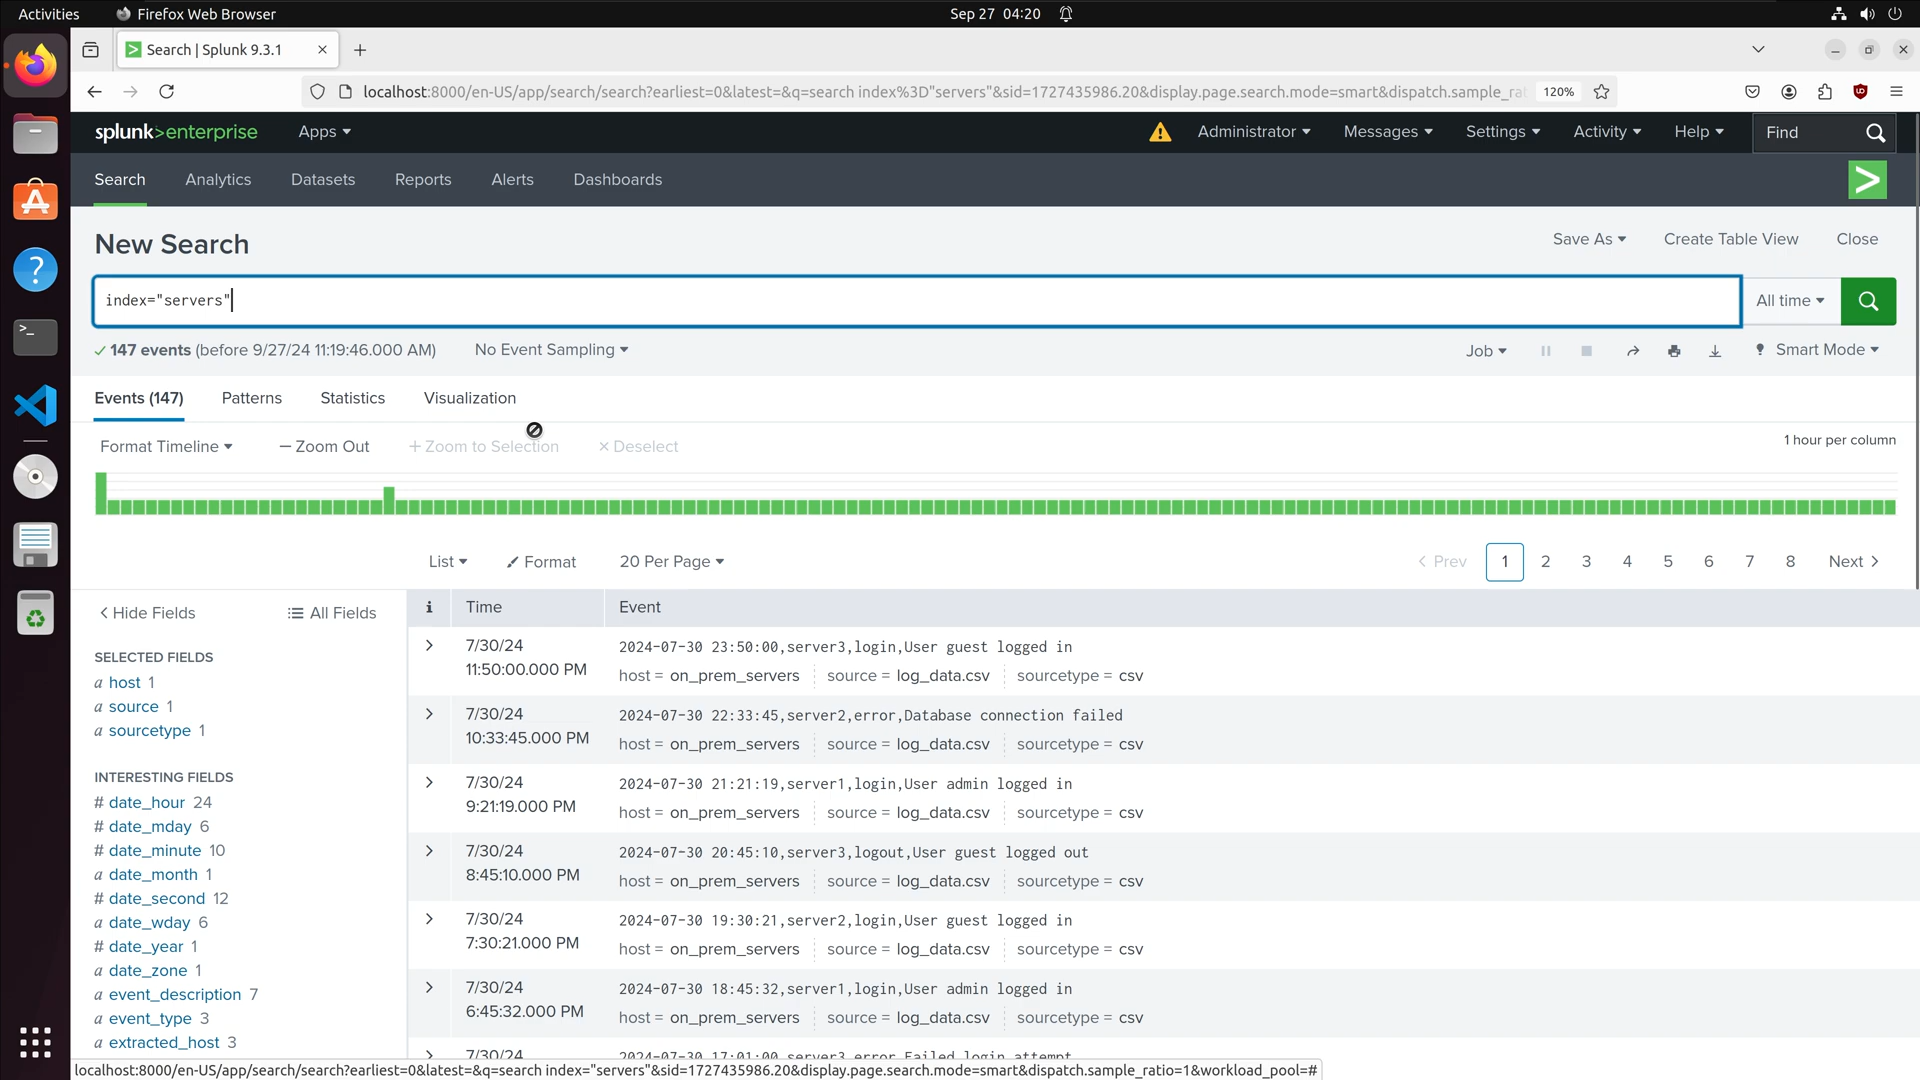 Activities Firefox Web Browser Sep 27 04:20
Search | Splunk 9.3.1
localhost:8000/en-US/app/search/search?earliest=0&latest=&q=search index%3D"servers"&sid=1727435986.20&display.page.search.mode=smart&dispatch.sample_rat 120%
splunk>enterprise Apps Administrator Messages Settings Activity Help Find
Search Analytics Datasets Reports Alerts Dashboards
New Search Save As Create Table View Close
index="servers" All time
147 events (before 9/27/24 11:19:46.000 AM) No Event Sampling Job Smart Mode
Events (147) Patterns Statistics Visualization
Format Timeline — Zoom Out + Zoom to Selection × Deselect 1 hour per column
List Format 20 Per Page < Prev 1 2 3 4 5 6 7 8 Next >
< Hide Fields All Fields i Time Event
SELECTED FIELDS
a host 1
a source 1
a sourcetype 1
INTERESTING FIELDS
# date_hour 24
# date_mday 6
# date_minute 10
a date_month 1
# date_second 12
a date_wday 6
# date_year 1
a date_zone 1
a event_description 7
a event_type 3
a extracted_host 3
> 7/30/24 2024-07-30 23:50:00,server3,login,User guest logged in
11:50:00.000 PM host = on_prem_servers source = log_data.csv sourcetype = csv
> 7/30/24 2024-07-30 22:33:45,server2,error,Database connection failed
10:33:45.000 PM host = on_prem_servers source = log_data.csv sourcetype = csv
> 7/30/24 2024-07-30 21:21:19,server1,login,User admin logged in
9:21:19.000 PM host = on_prem_servers source = log_data.csv sourcetype = csv
> 7/30/24 2024-07-30 20:45:10,server3,logout,User guest logged out
8:45:10.000 PM host = on_prem_servers source = log_data.csv sourcetype = csv
> 7/30/24 2024-07-30 19:30:21,server2,login,User guest logged in
7:30:21.000 PM host = on_prem_servers source = log_data.csv sourcetype = csv
> 7/30/24 2024-07-30 18:45:32,server1,login,User admin logged in
6:45:32.000 PM host = on_prem_servers source = log_data.csv sourcetype = csv
> 7/30/24 2024-07-30 17:01:00,server3,error,Failed login attempt
localhost:8000/en-US/app/search/search?earliest=0&latest=&q=search index="servers"&sid=1727435986.20&display.page.search.mode=smart&dispatch.sample_ratio=1&workload_pool=#